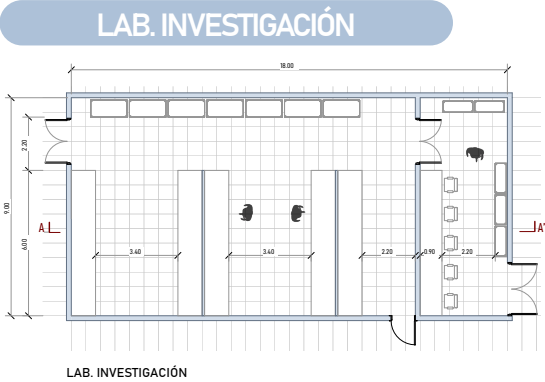 LAB. INVESTIGACIÓN
18.00
2.20
9.00
6.00
A
A'
3.40
3.40
2.20
0.90
2.20
LAB. INVESTIGACIÓN